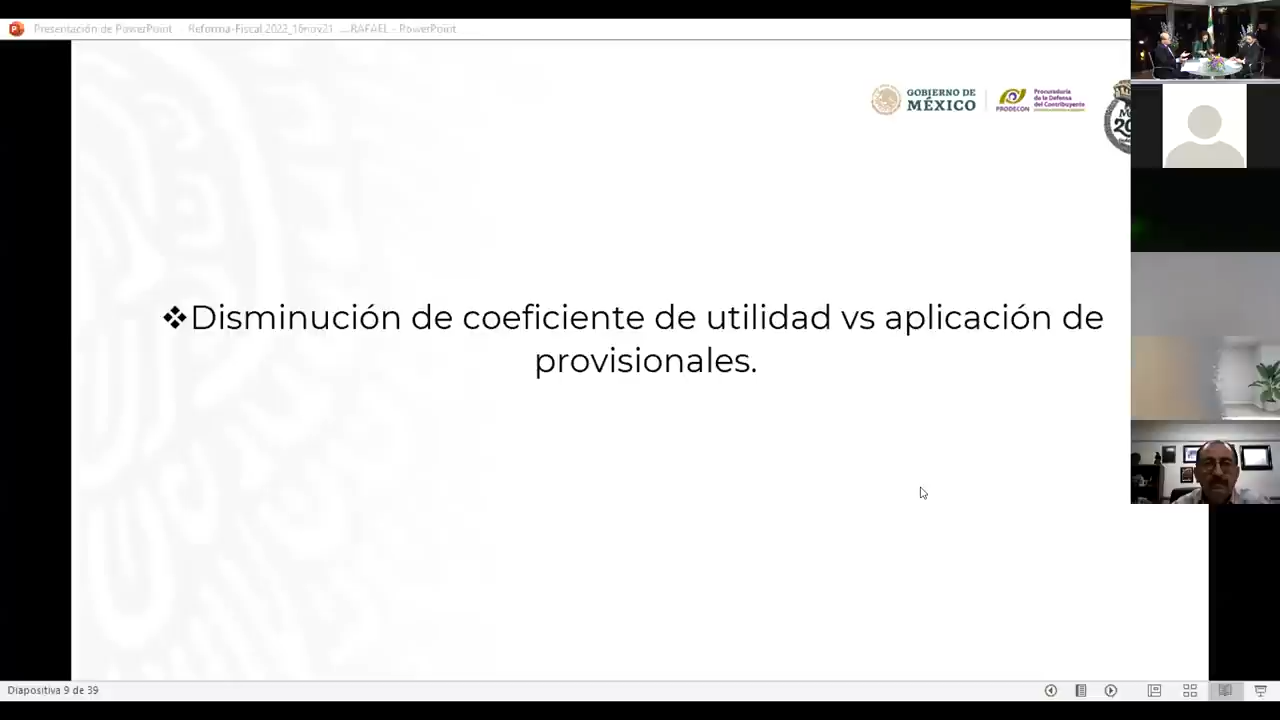 Presentación de PowerPoint
Reforma Fiscal 2022_16nov21 ... RAFAEL - PowerPoint
GOBIERNO DE
MÉXICO
PRODECON
Procuraduría
de la Defensa
del Contribuyente
20
❖Disminución de coeficiente de utilidad vs aplicación de
provisionales.
Diapositiva 9 de 39